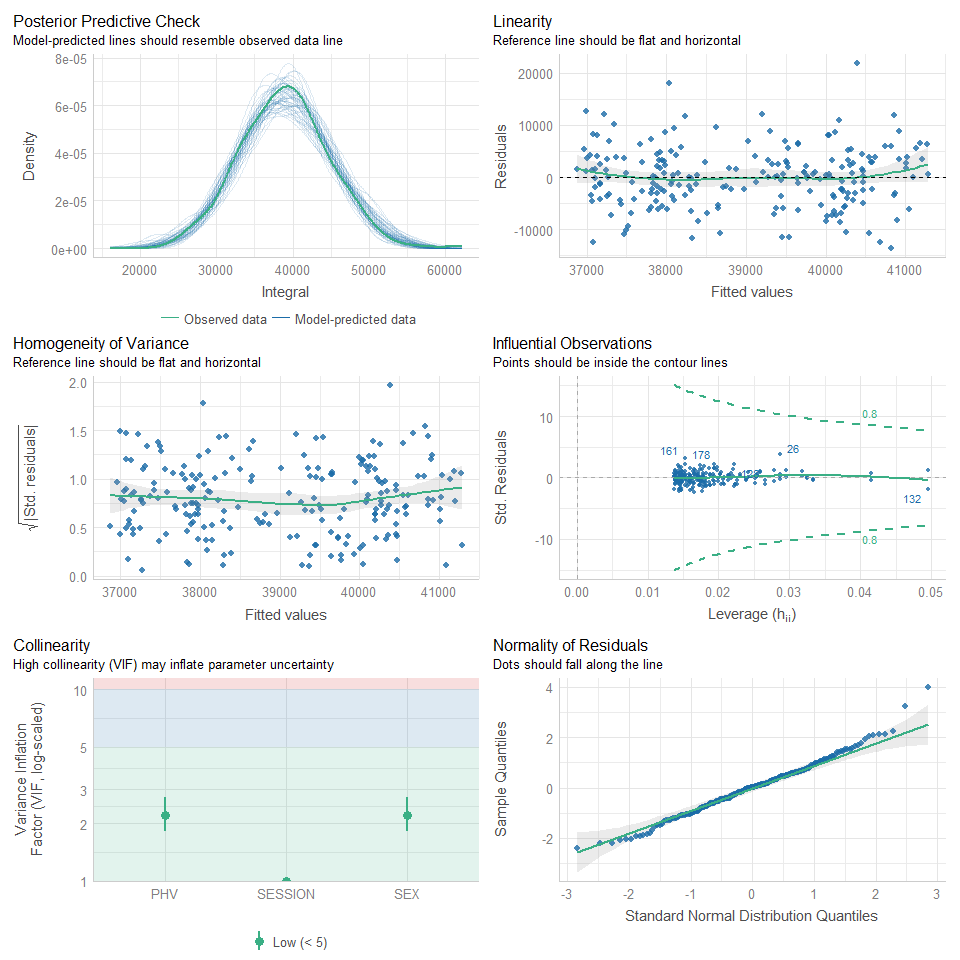 Posterior Predictive Check
Model-predicted lines should resemble observed data line
8e-05
6e-05
4e-05
2e-05
0e+00
Density
20000 30000 40000 50000 60000
Integral
Observed data Model-predicted data
Linearity
Reference line should be flat and horizontal
20000
10000
0
-10000
Residuals
37000 38000 39000 40000 41000
Fitted values
Homogeneity of Variance
Reference line should be flat and horizontal
2.0
1.5
1.0
0.5
0.0
√|Std. residuals|
37000 38000 39000 40000 41000
Fitted values
Influential Observations
Points should be inside the contour lines
10
0
-10
Std. Residuals
0.8
161 178 26
132
0.8
0.00 0.01 0.02 0.03 0.04 0.05
Leverage (hii)
Collinearity
High collinearity (VIF) may inflate parameter uncertainty
10
5
3
2
1
Variance Inflation
Factor (VIF, log-scaled)
PHV SESSION SEX
Low (< 5)
Normality of Residuals
Dots should fall along the line
4
2
0
-2
Sample Quantiles
-3 -2 -1 0 1 2 3
Standard Normal Distribution Quantiles